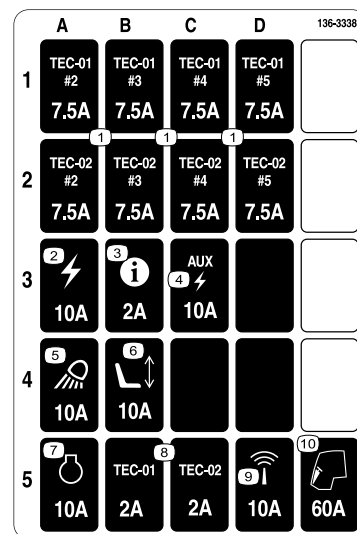 A B C D 136-3338
1 TEC-01 TEC-01 TEC-01 TEC-01
#2 #3 #4 #5
7.5A 7.5A 7.5A 7.5A
1 1 1
2 TEC-02 TEC-02 TEC-02 TEC-02
#2 #3 #4 #5
7.5A 7.5A 7.5A 7.5A
2 3 AUX
3 i 4
10A 2A 10A
5 6
4
10A 10A
7 8 10
5 TEC-01 TEC-02 9
10A 2A 2A 10A 60A